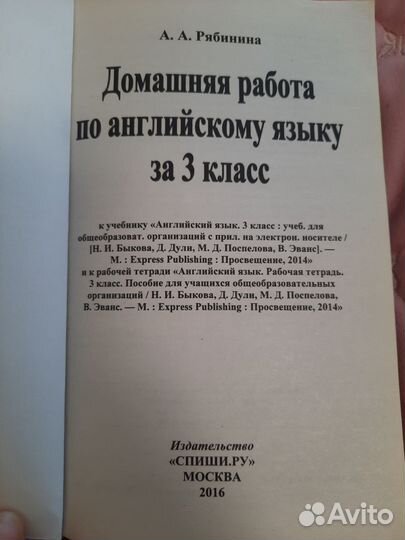 А. А. Рябинина
Домашняя работа
по английскому языку
за 3 класс
к учебнику «Английский язык. 3 класс : учеб. для
общеобразоват. организаций с прил. на электрон. носителе /
[Н. И. Быкова, Д. Дули, М. Д. Поспелова, В. Эванс]. —
М. : Express Publishing : Просвещение, 2014»
и к рабочей тетради «Английский язык. Рабочая тетрадь.
3 класс. Пособие для учащихся общеобразовательных
организаций / Н. И. Быкова, Д. Дули, М. Д. Поспелова,
В. Эванс. — М. : Express Publishing : Просвещение, 2014»
Издательство
«СПИШИ.РУ»
МОСКВА
2016
Avito